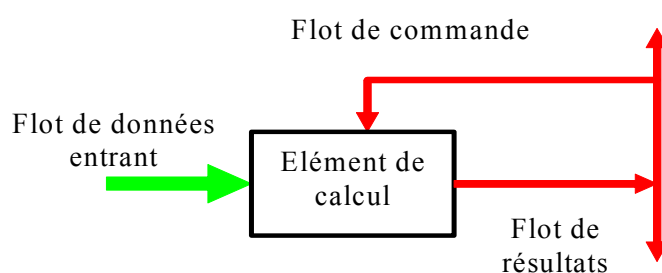 Flot de commande
Flot de données
entrant
Elément de
calcul
Flot de
résultats